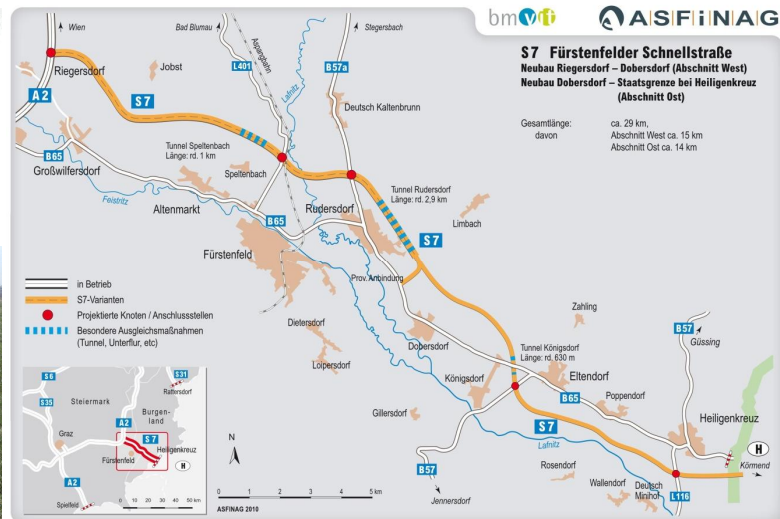 bmvit
ASFiNAG
S7 Fürstenfelder Schnellstraße
Neubau Riegersdorf – Dobersdorf (Abschnitt West)
Neubau Dobersdorf – Staatsgrenze bei Heiligenkreuz
(Abschnitt Ost)
Gesamtlänge: ca. 29 km,
davon Abschnitt West ca. 15 km
Abschnitt Ost ca. 14 km
Wien
Bad Blumau
Stegersbach
Aspangbahn
Lafnitz
Riegersdorf
Jobst
L401
B57a
A2
S7
Deutsch Kaltenbrunn
B65
Großwilfersdorf
Tunnel Speltenbach
Länge: rd. 1 km
Speltenbach
Feistritz
Altenmarkt
B65
Rudersdorf
Tunnel Rudersdorf
Länge: rd. 2,9 km
Limbach
S7
Fürstenfeld
Prov. Anbindung
in Betrieb
S7-Varianten
Projektierte Knoten / Anschlussstellen
Besondere Ausgleichsmaßnahmen
(Tunnel, Unterflur, etc)
Dietersdorf
Loipersdorf
Dobersdorf
Zahling
B57
Güssing
Tunnel Königsdorf
Länge: rd. 630 m
Königsdorf
Eltendorf
B65
Poppendorf
Gillersdorf
Heiligenkreuz
S7
Lafnitz
H
Körmend
B57
Jennersdorf
Rosendorf
Wallendorf
Deutsch
Minihof
L116
S6
S31
Rattersdorf
S35
Steiermark
Burgen-
land
A2
Graz
S7
Heiligenkreuz
Fürstenfeld
H
A2
Spielfeld
0 10 20 30 40 50 km
N
0 1 2 3 4 5 km
ASFINAG 2010